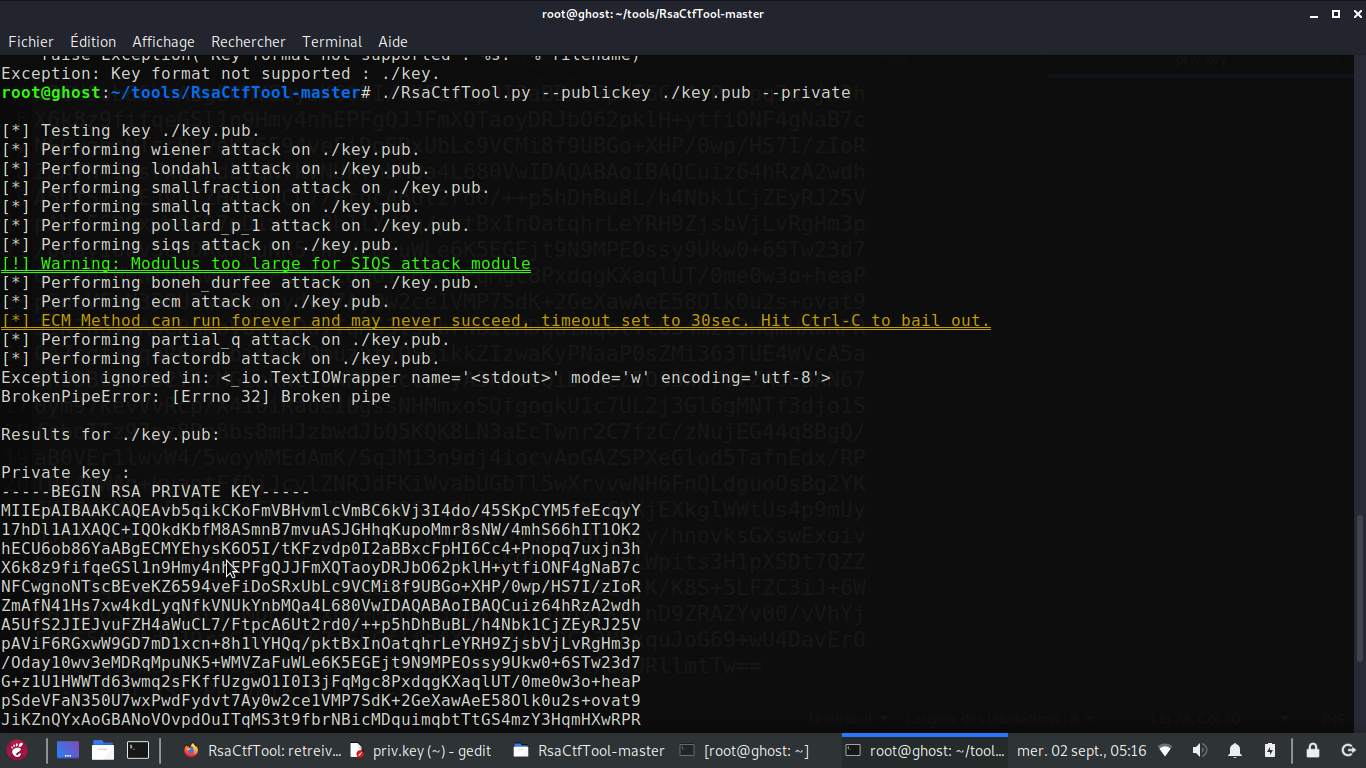 root@ghost: ~/tools/RsaCtfTool-master
Fichier Édition Affichage Rechercher Terminal Aide
raise Exception( Key format not supported : %s. % filename)
Exception: Key format not supported : ./key.
root@ghost:~/tools/RsaCtfTool-master# ./RsaCtfTool.py --publickey ./key.pub --private
[*] Testing key ./key.pub.
[*] Performing wiener attack on ./key.pub.
[*] Performing londahl attack on ./key.pub.
[*] Performing smallfraction attack on ./key.pub.
[*] Performing smallq attack on ./key.pub.
[*] Performing pollard_p_1 attack on ./key.pub.
[*] Performing siqs attack on ./key.pub.
[!] Warning: Modulus too large for SIQS attack module
[*] Performing boneh_durfee attack on ./key.pub.
[*] Performing ecm attack on ./key.pub.
[*] ECM Method can run forever and may never succeed, timeout set to 30sec. Hit Ctrl-C to bail out.
[*] Performing partial_q attack on ./key.pub.
[*] Performing factordb attack on ./key.pub.
Exception ignored in: <_io.TextIOWrapper name='<stdout>' mode='w' encoding='utf-8'>
BrokenPipeError: [Errno 32] Broken pipe
Results for ./key.pub:
Private key :
-----BEGIN RSA PRIVATE KEY-----
MIIEpAIBAAKCAQEAvb5qikCKoFmVBHvmlcVmBC6kVj3I4do/45SKpCYM5feEcqyY
17hDl1A1XAQC+IQOkdKbfM8ASmnB7mvuASJGHhqKupoMmr8sNW/4mhS66hIT1OK2
hECU6ob86YaABgECMYEhysK6O5I/tKFzvdp0I2aBBxcFpHI6Cc4+Pnopq7uxjn3h
X6k8z9fifqeGSl1n9Hmy4nhEPFgQJJFmXQTaoyDRJbO62pklH+ytfiONF4gNaB7c
NFCwgnoNTscBEveKZ6594veFiDoSRxUbLc9VCMi8f9UBGo+XHP/0wp/HS7I/zIoR
ZmAfN41Hs7xw4kdLyqNfkVNUkYnbMQa4L680VwIDAQABAoIBAQCuiz64hRzA2wdh
A5UfS2JIEJvuFZH4aWuCL7/FtpcA6Ut2rd0/++p5hDhBuBL/h4Nbk1CjZEyRJ25V
pAViF6RGxwW9GD7mD1xcn+8h1lYHQq/pktBxInOatqhrLeYRH9ZjsbVjLvRgHm3p
/Oday10wv3eMDRqMpuNK5+WMVZaFuWLe6K5EGEjt9N9MPEOssy9Ukw0+6STw23d7
G+z1U1HWWTd63wmq2sFKffUzgwO1I0I3jFqMgc8PxdqgKXaqlUT/0me0w3o+heaP
pSdeVFaN350U7wxPwdFydvt7Ay0w2ce1VMP7SdK+2GeXawAeE58Olk0u2s+ovat9
JiKZnQYxAoGBANoVOvpdOuITqMS3t9fbrNBicMDquimqbtTtGS4mzY3HqmHXwRPR
RsaCtfTool: retreiv... priv.key (~) - gedit RsaCtfTool-master [root@ghost: ~] root@ghost: ~/tool... mer. 02 sept., 05:16